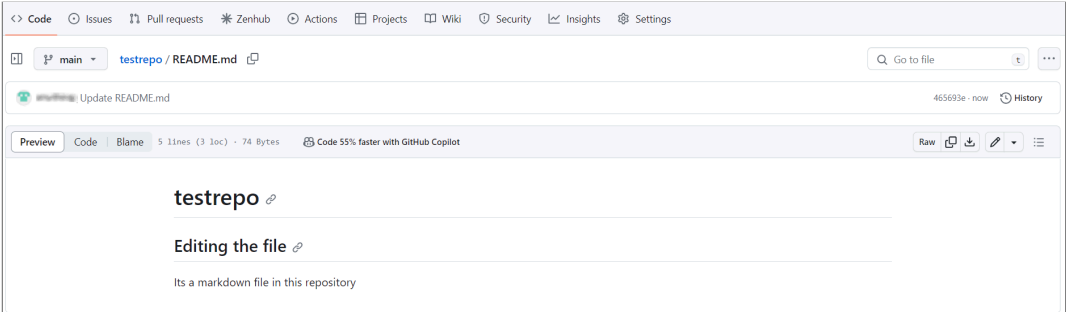 <> Code Issues Pull requests Zenhub Actions Projects Wiki Security Insights Settings
main testrepo / README.md Go to file t ...
Update README.md 465693e · now History
Preview Code Blame 5 lines (3 loc) · 74 Bytes Code 55% faster with GitHub Copilot Raw
testrepo
Editing the file
Its a markdown file in this repository